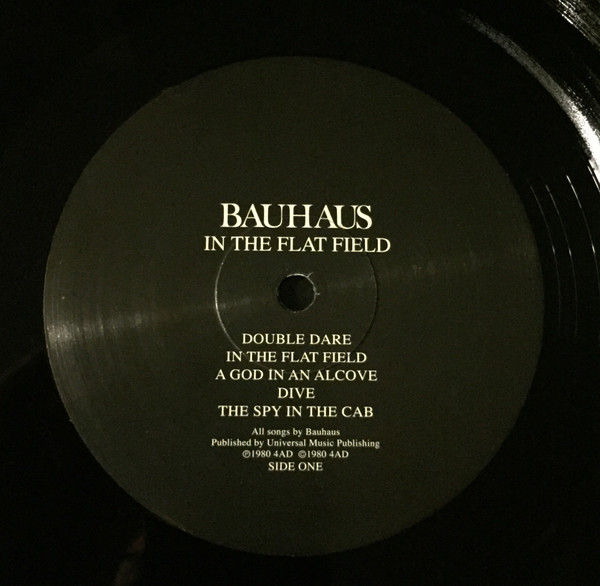 BAUHAUS
IN THE FLAT FIELD
DOUBLE DARE
IN THE FLAT FIELD
A GOD IN AN ALCOVE
DIVE
THE SPY IN THE CAB
All songs by Bauhaus
Published by Universal Music Publishing
℗1980 4AD ©1980 4AD
SIDE ONE